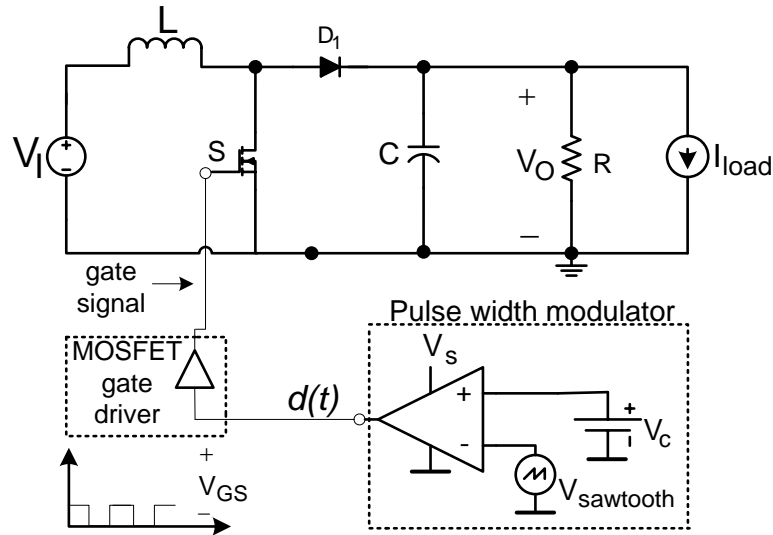 L
D1
+
VI
S
C
VO
R
Iload
−
gate
signal
Pulse width modulator
MOSFET
gate
driver
d(t)
Vs
+
-
+
-
Vc
Vsawtooth
+
VGS
−